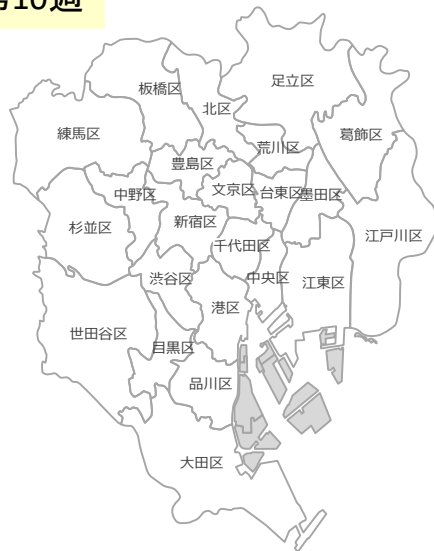 第10週
足立区
板橋区
北区
葛飾区
練馬区
荒川区
豊島区
文京区
台東区
墨田区
中野区
杉並区
新宿区
江戸川区
千代田区
渋谷区
中央区
江東区
港区
世田谷区
目黒区
品川区
大田区